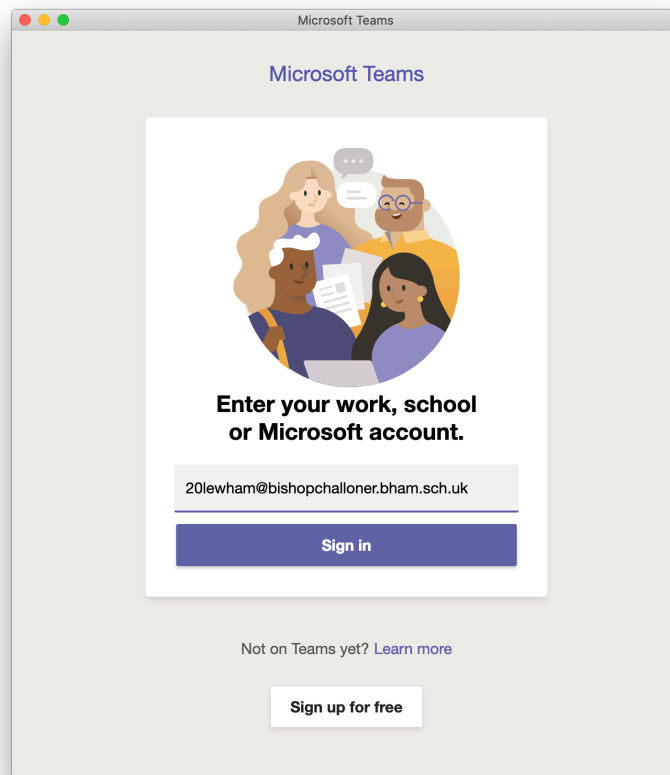 Microsoft Teams
Microsoft Teams
Enter your work, school
or Microsoft account.
20lewham@bishopchalloner.bham.sch.uk
Sign in
Not on Teams yet? Learn more
Sign up for free